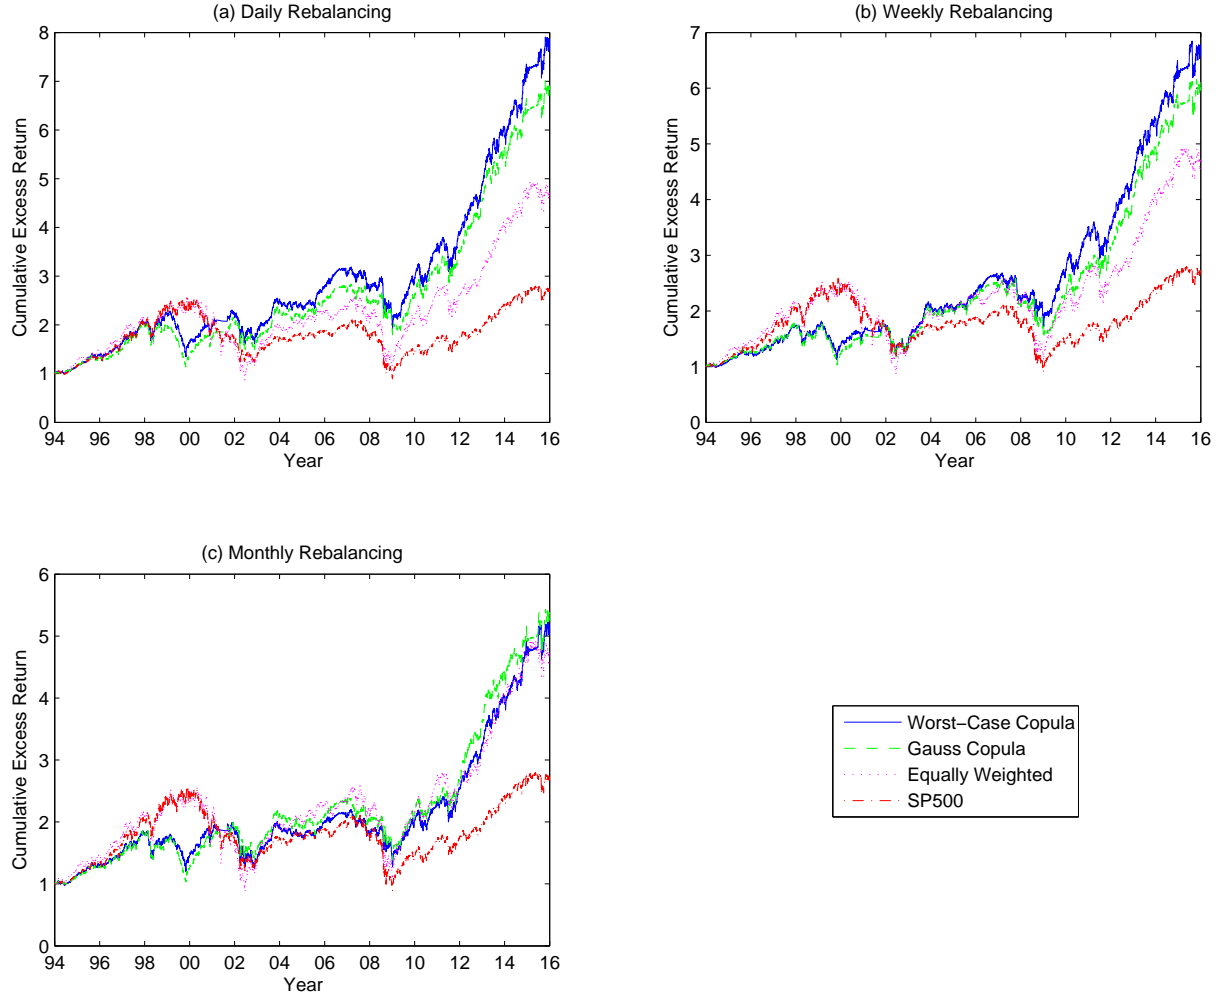 (a) Daily Rebalancing
8
7
6
5
4
3
2
1
0
94 96 98 00 02 04 06 08 10 12 14 16
Year
Cumulative Excess Return
(b) Weekly Rebalancing
7
6
5
4
3
2
1
0
94 96 98 00 02 04 06 08 10 12 14 16
Year
Cumulative Excess Return
(c) Monthly Rebalancing
6
5
4
3
2
1
0
94 96 98 00 02 04 06 08 10 12 14 16
Year
Cumulative Excess Return
Worst−Case Copula
Gauss Copula
Equally Weighted
SP500